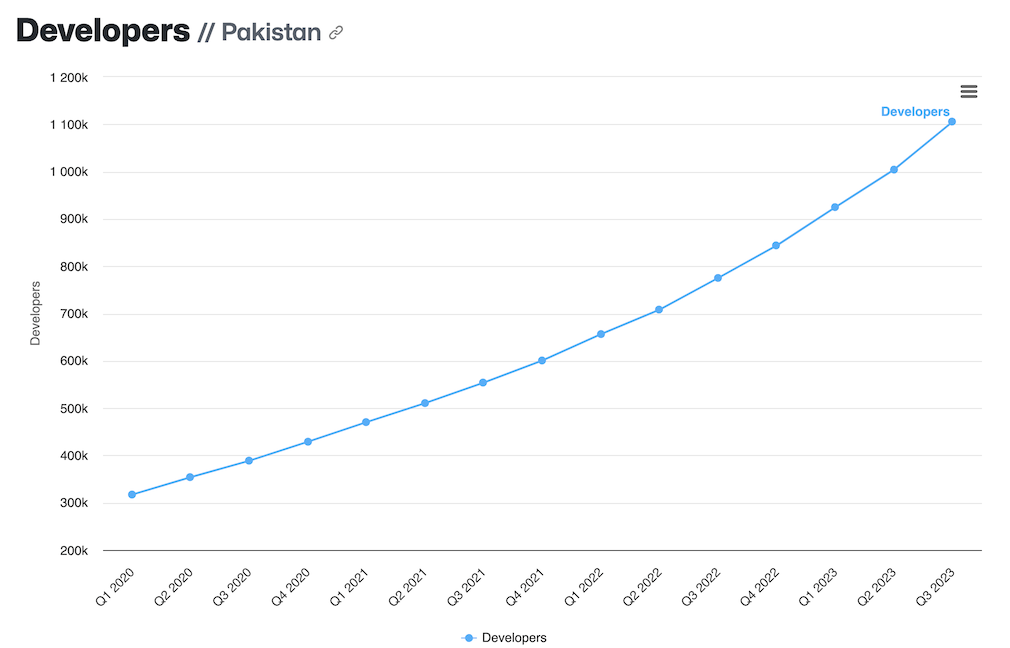 Developers // Pakistan
1 200k
1 100k
1 000k
900k
800k
700k
600k
500k
400k
300k
200k
Developers
Developers
Q1 2020
Q2 2020
Q3 2020
Q4 2020
Q1 2021
Q2 2021
Q3 2021
Q4 2021
Q1 2022
Q2 2022
Q3 2022
Q4 2022
Q1 2023
Q2 2023
Q3 2023
Developers